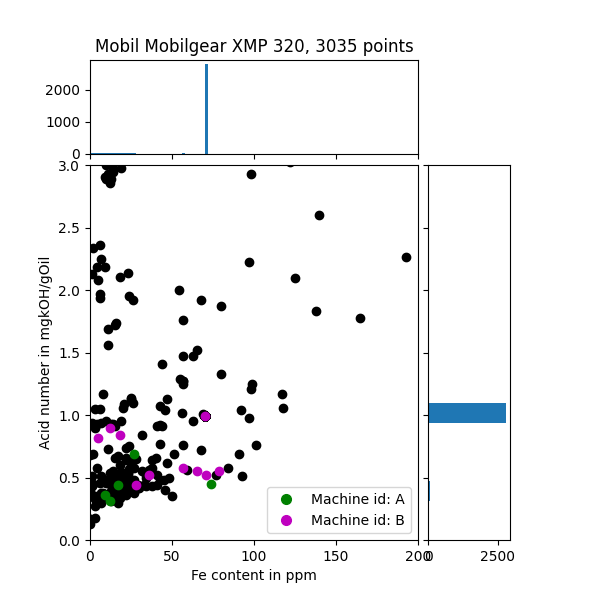 Mobil Mobilgear XMP 320, 3035 points
2000
1000
0
3.0
2.5
2.0
1.5
1.0
0.5
0.0
Acid number in mgkOH/gOil
Machine id: A
Machine id: B
0 50 100 150 200
0 2500
Fe content in ppm